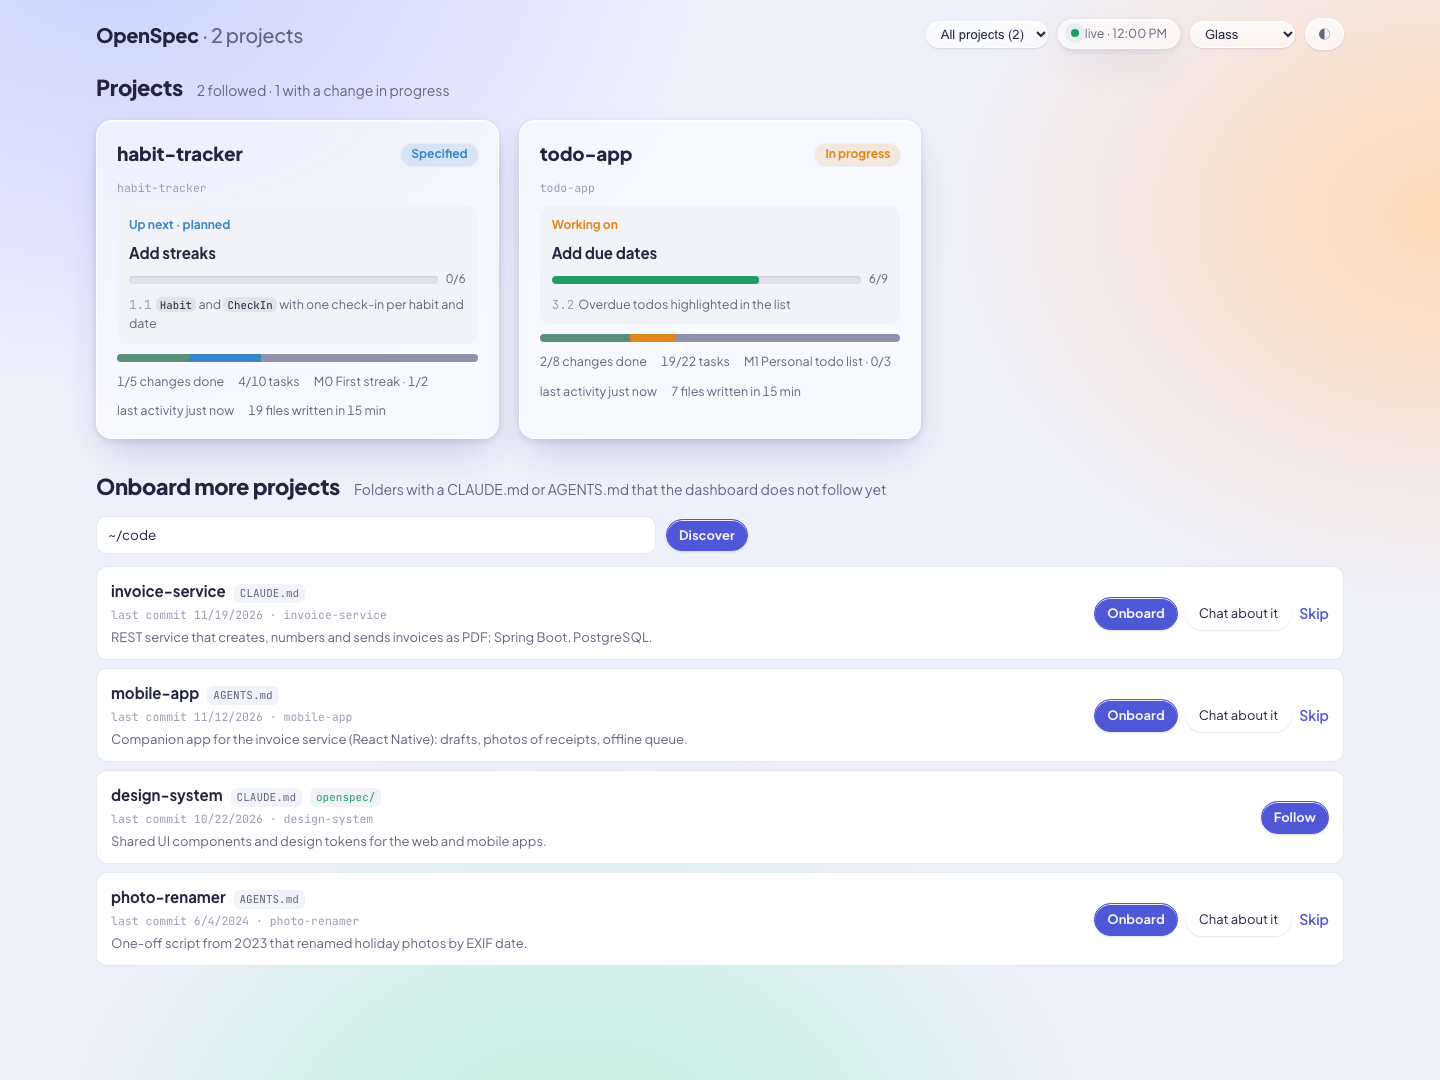 OpenSpec · 2 projects
All projects (2)
live · 12:00 PM
Glass
Projects
2 followed · 1 with a change in progress
habit-tracker
Specified
habit-tracker
Up next · planned
Add streaks
0/6
1.1 Habit and CheckIn with one check-in per habit and
date
1/5 changes done 4/10 tasks M0 First streak · 1/2
last activity just now 19 files written in 15 min
todo-app
In progress
todo-app
Working on
Add due dates
6/9
3.2 Overdue todos highlighted in the list
2/8 changes done 19/22 tasks M1 Personal todo list · 0/3
last activity just now 7 files written in 15 min
Onboard more projects
Folders with a CLAUDE.md or AGENTS.md that the dashboard does not follow yet
~/code
Discover
invoice-service CLAUDE.md
last commit 11/19/2026 · invoice-service
REST service that creates, numbers and sends invoices as PDF; Spring Boot, PostgreSQL.
Onboard Chat about it Skip
mobile-app AGENTS.md
last commit 11/12/2026 · mobile-app
Companion app for the invoice service (React Native): drafts, photos of receipts, offline queue.
Onboard Chat about it Skip
design-system CLAUDE.md openspec/
last commit 10/22/2026 · design-system
Shared UI components and design tokens for the web and mobile apps.
Follow
photo-renamer AGENTS.md
last commit 6/4/2024 · photo-renamer
One-off script from 2023 that renamed holiday photos by EXIF date.
Onboard Chat about it Skip